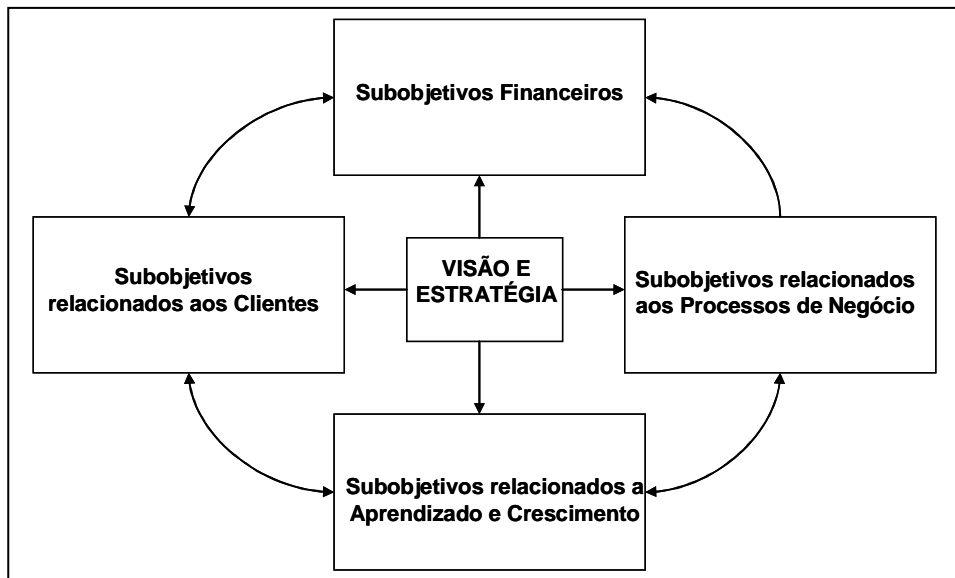 Subobjetivos Financeiros
Subobjetivos
relacionados aos Clientes
VISÃO E
ESTRATÉGIA
Subobjetivos relacionados
aos Processos de Negócio
Subobjetivos relacionados a
Aprendizado e Crescimento